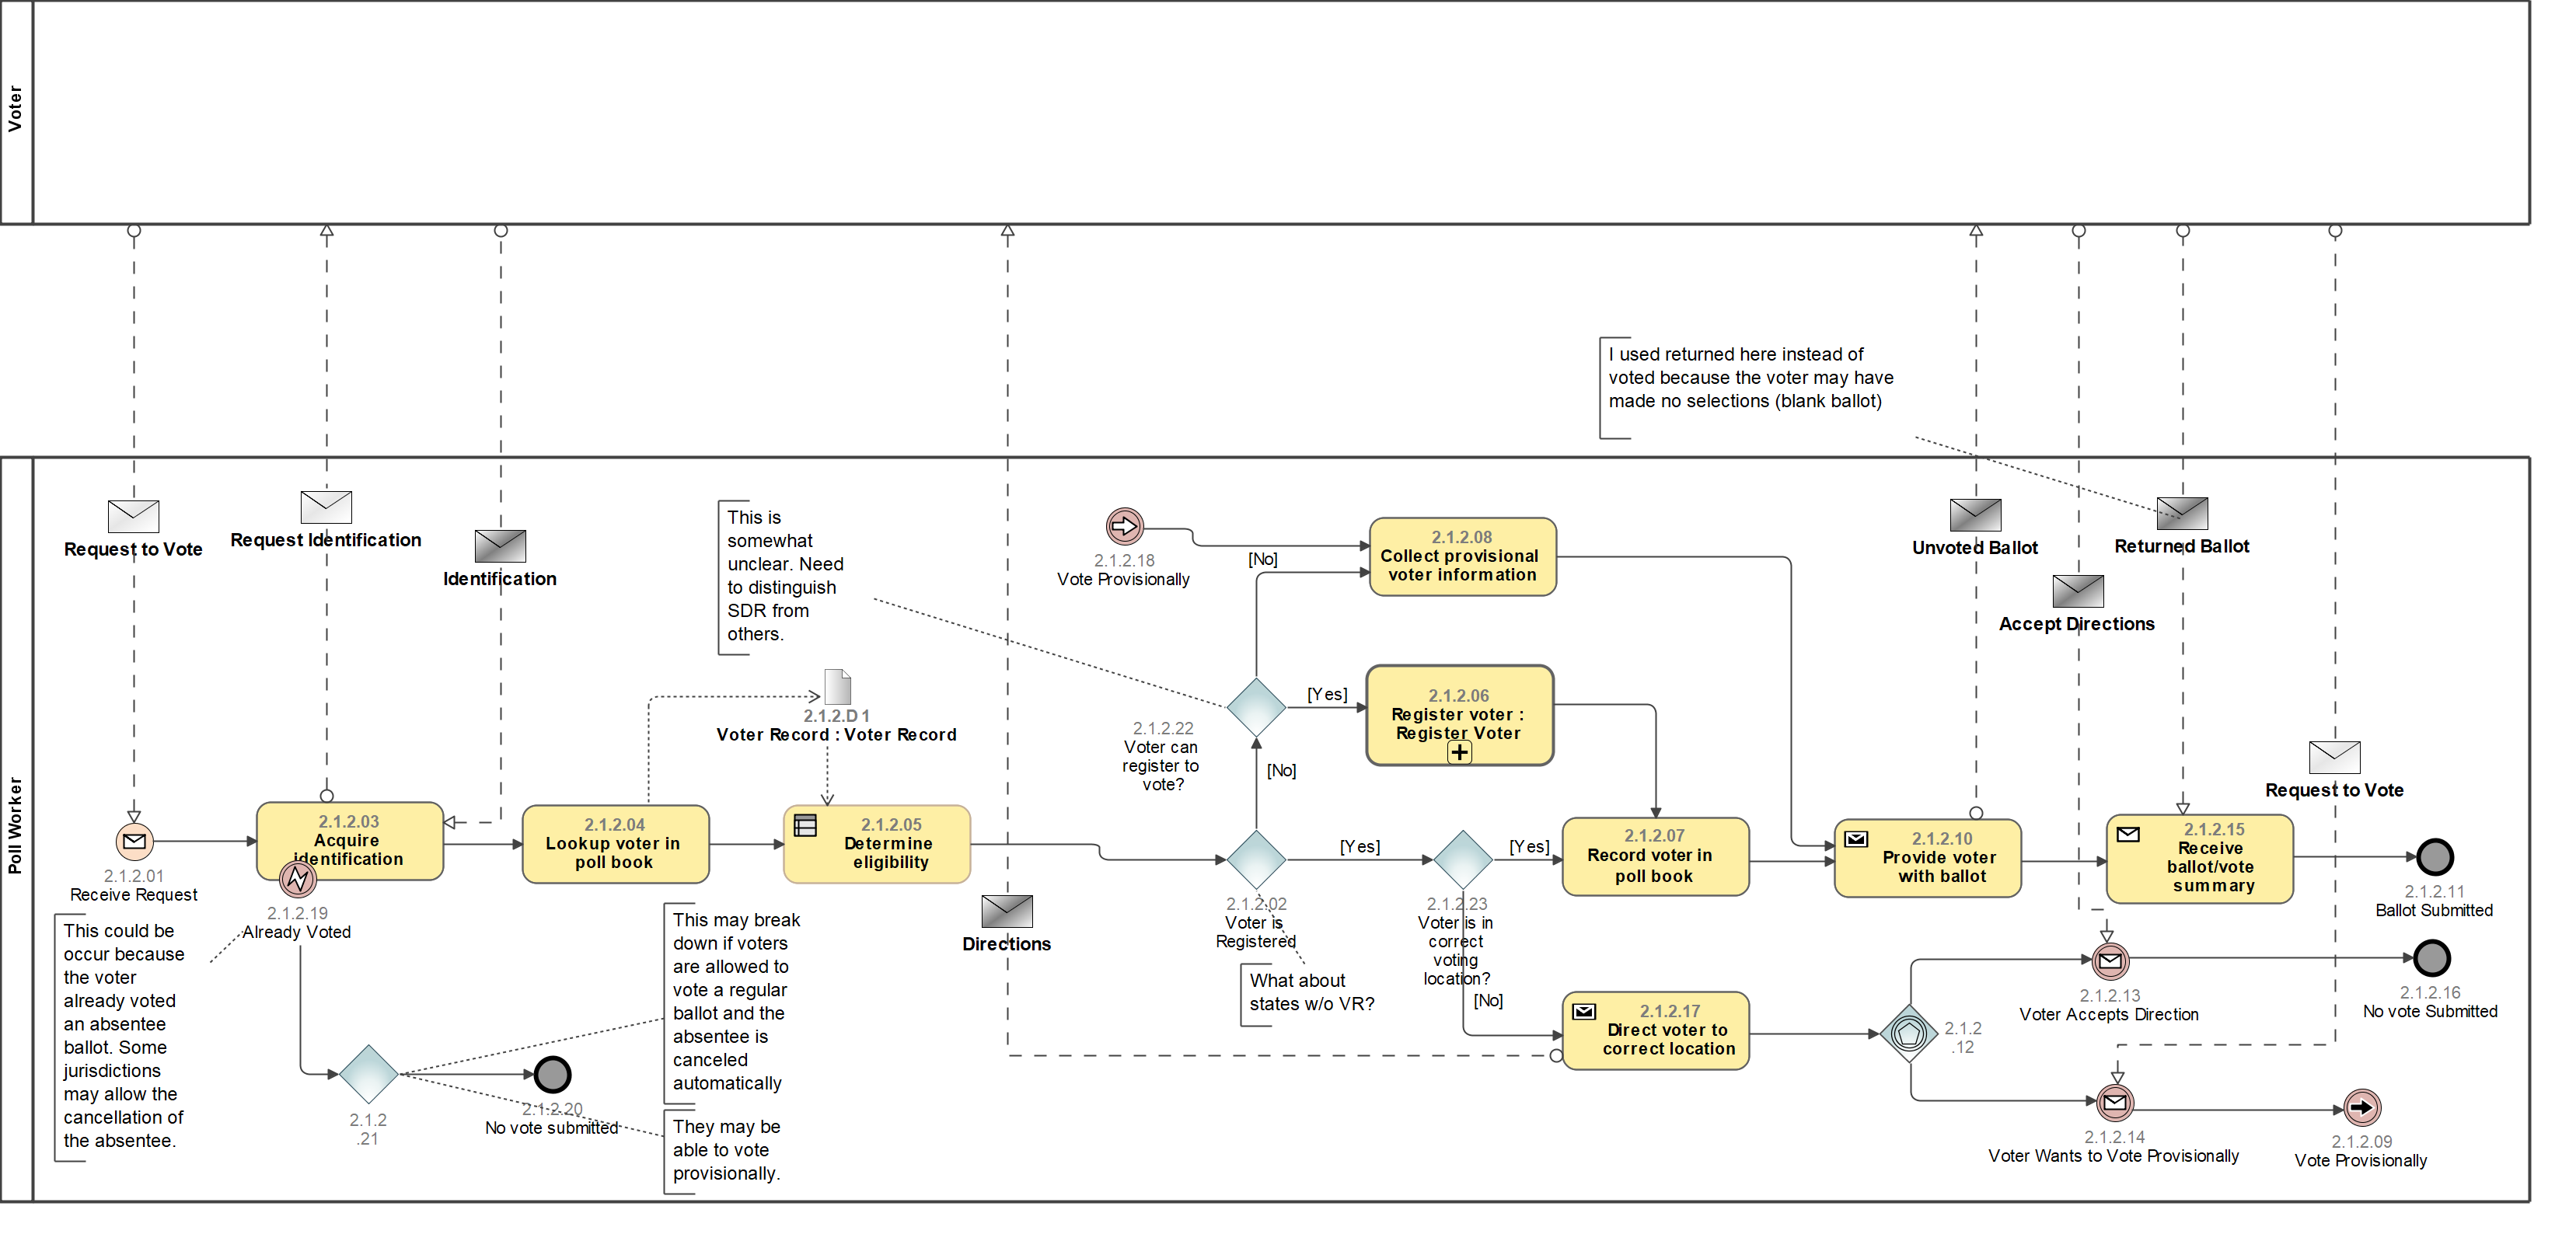 Voter
I used returned here instead of
voted because the voter may have
made no selections (blank ballot)
Poll Worker
Request to Vote
Request Identification
Identification
This is
somewhat
unclear. Need
to distinguish
SDR from
others.
2.1.2.18
Vote Provisionally
[No]
2.1.2.08
Collect provisional
voter information
Unvoted Ballot
Returned Ballot
Accept Directions
2.1.2.D 1
Voter Record : Voter Record
2.1.2.22
Voter can
register to
vote?
[Yes]
[No]
2.1.2.06
Register voter :
Register Voter
Request to Vote
2.1.2.01
Receive Request
2.1.2.03
Acquire
identification
2.1.2.04
Lookup voter in
poll book
2.1.2.05
Determine
eligibility
[Yes]
[Yes]
2.1.2.07
Record voter in
poll book
2.1.2.10
Provide voter
with ballot
2.1.2.15
Receive
ballot/vote
summary
2.1.2.11
Ballot Submitted
2.1.2.19
Already Voted
This could be
occur because
the voter
already voted
an absentee
ballot. Some
jurisdictions
may allow the
cancellation of
the absentee.
This may break
down if voters
are allowed to
vote a regular
ballot and the
absentee is
canceled
automatically
Directions
2.1.2.02
Voter is
Registered
What about
states w/o VR?
2.1.2.23
Voter is in
correct
voting
location?
[No]
2.1.2.17
Direct voter to
correct location
2.1.2
.12
2.1.2.13
Voter Accepts Direction
2.1.2.16
No vote Submitted
2.1.2
.21
2.1.2.20
No vote submitted
They may be
able to vote
provisionally.
2.1.2.14
Voter Wants to Vote Provisionally
2.1.2.09
Vote Provisionally